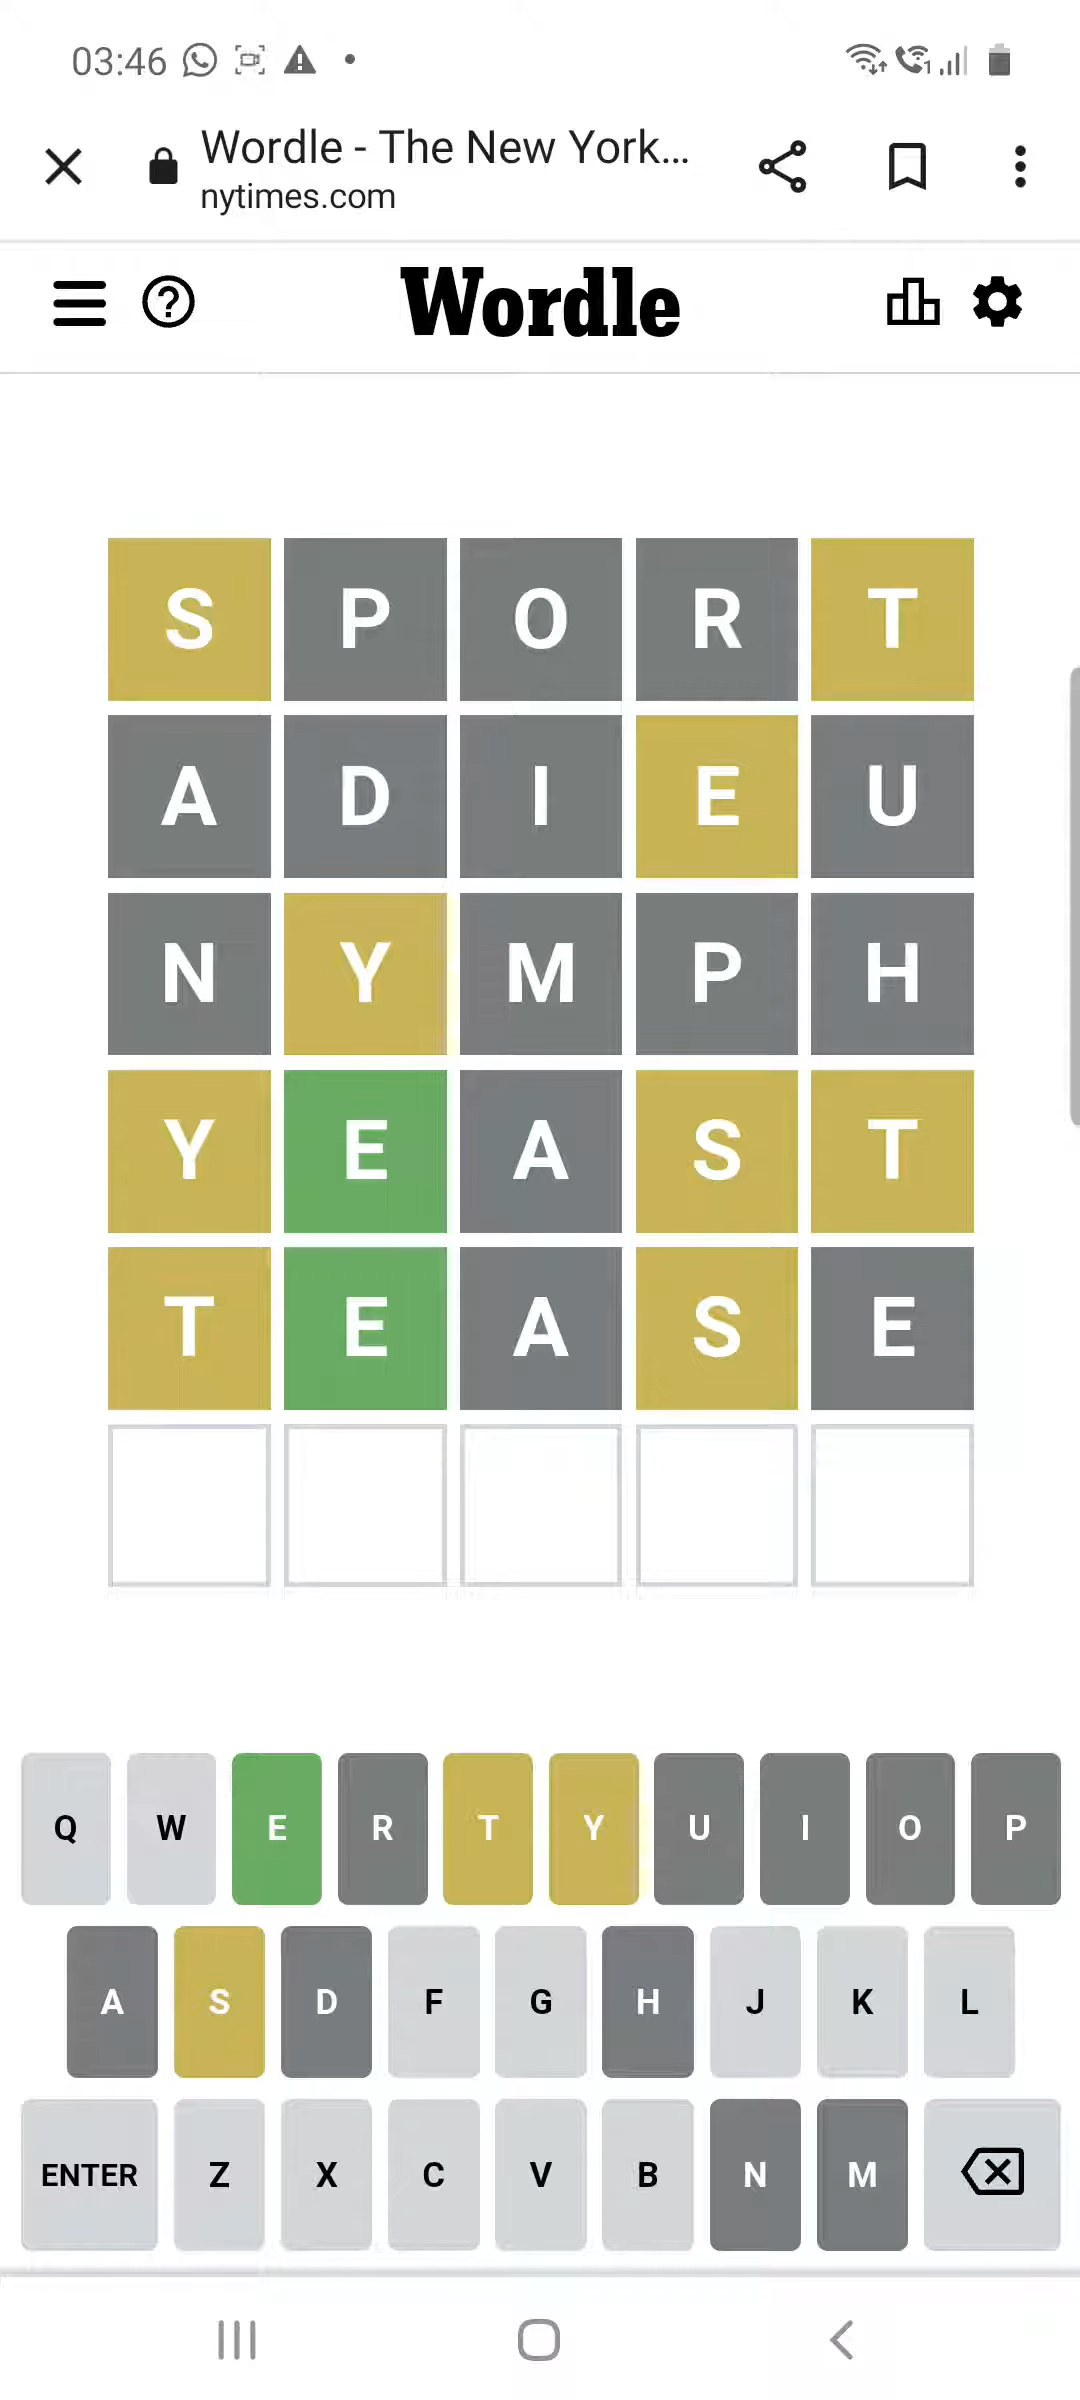 03:46
Wordle - The New York...
nytimes.com
Wordle
S P O R T
A D I E U
N Y M P H
Y E A S T
T E A S E
Q W E R T Y U I O P
A S D F G H J K L
ENTER Z X C V B N M